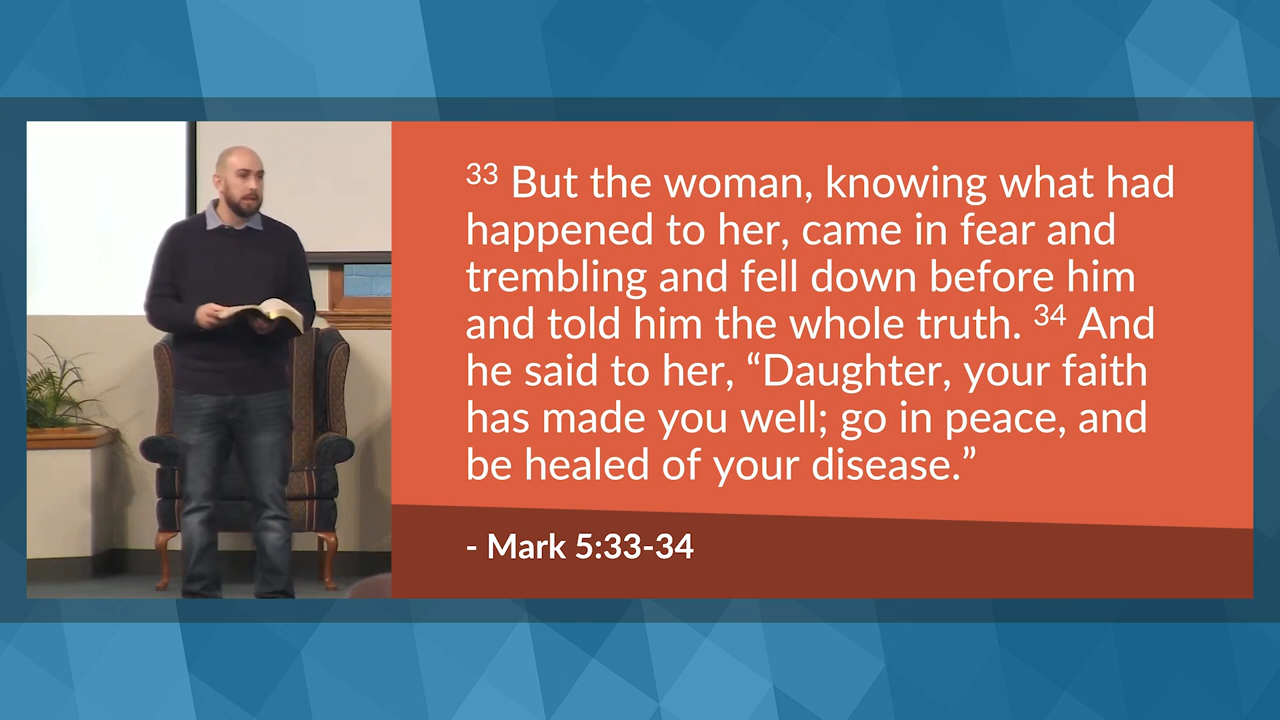 33 But the woman, knowing what had
happened to her, came in fear and
trembling and fell down before him
and told him the whole truth. 34 And
he said to her, “Daughter, your faith
has made you well; go in peace, and
be healed of your disease.”
- Mark 5:33-34